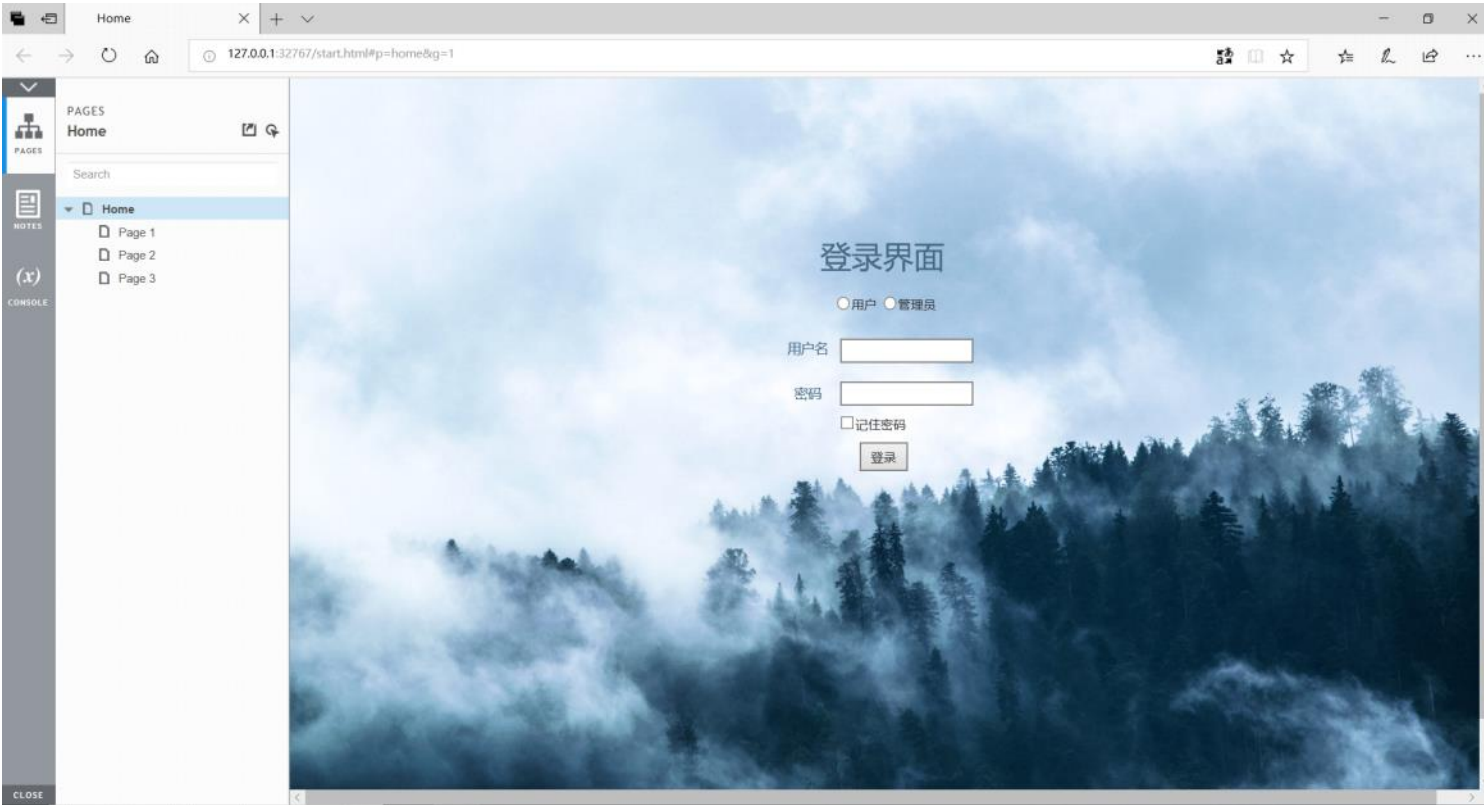 Home
127.0.0.1:32767/start.html#p=home&g=1
PAGES
Home
PAGES
Search
NOTES
Home
Page 1
Page 2
Page 3
(x)
CONSOLE
登录界面
用户 管理员
用户名
密码
记住密码
登录
CLOSE